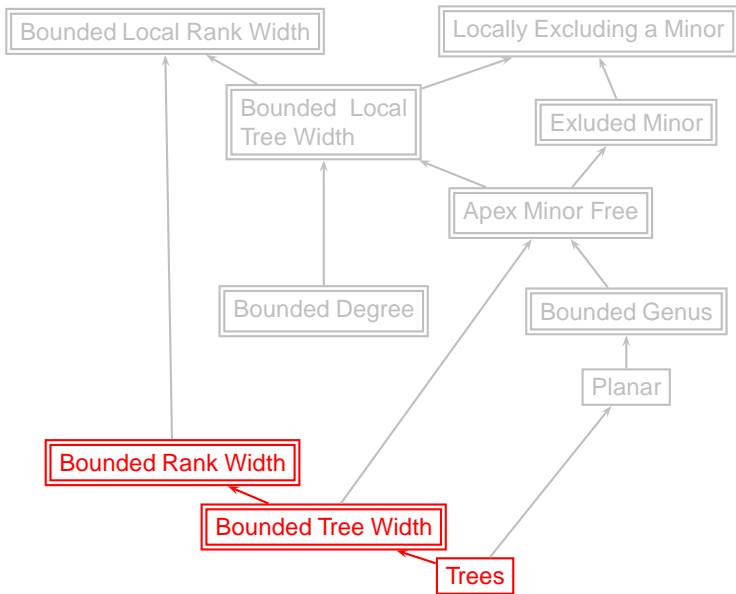 Bounded Local Rank Width
Locally Excluding a Minor
Bounded Local
Tree Width
Exluded Minor
Apex Minor Free
Bounded Degree
Bounded Genus
Planar
Bounded Rank Width
Bounded Tree Width
Trees